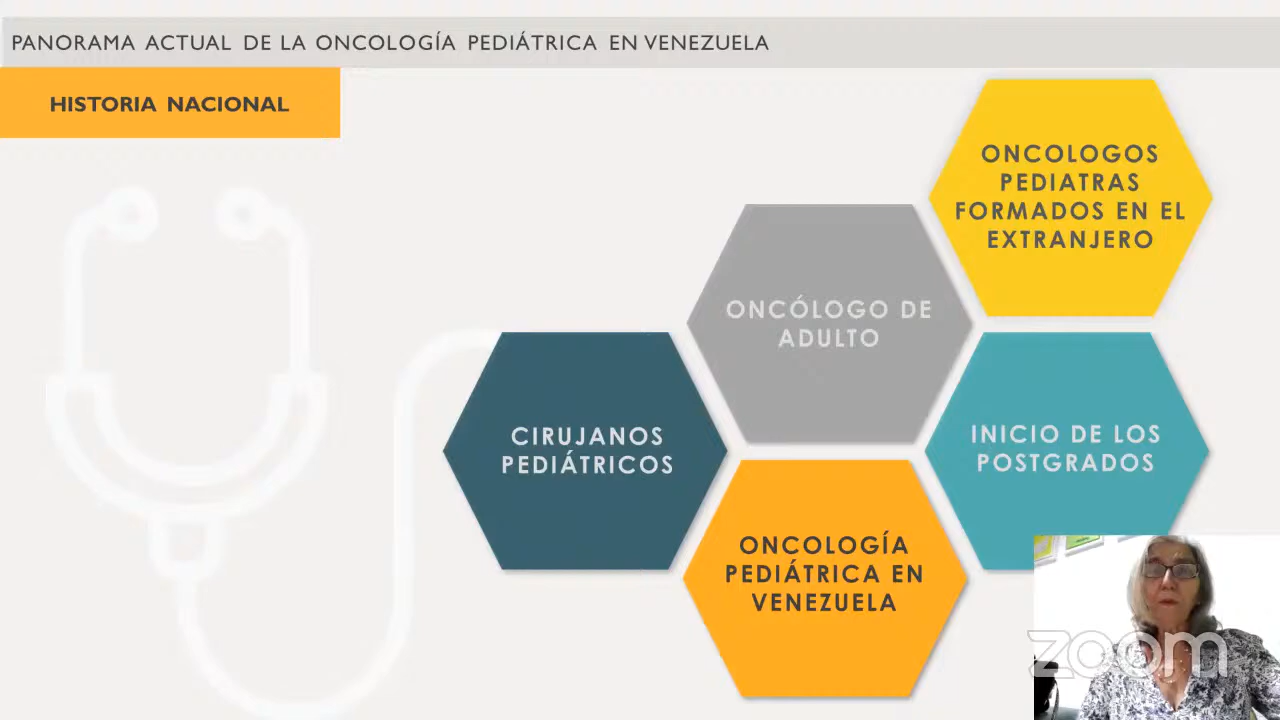 PANORAMA ACTUAL DE LA ONCOLOGÍA PEDIÁTRICA EN VENEZUELA
HISTORIA NACIONAL
ONCOLOGOS
PEDIATRAS
FORMADOS EN EL
EXTRANJERO
ONCÓLOGO DE
ADULTO
CIRUJANOS
PEDIÁTRICOS
INICIO DE LOS
POSTGRADOS
ONCOLOGÍA
PEDIÁTRICA EN
VENEZUELA
zoom